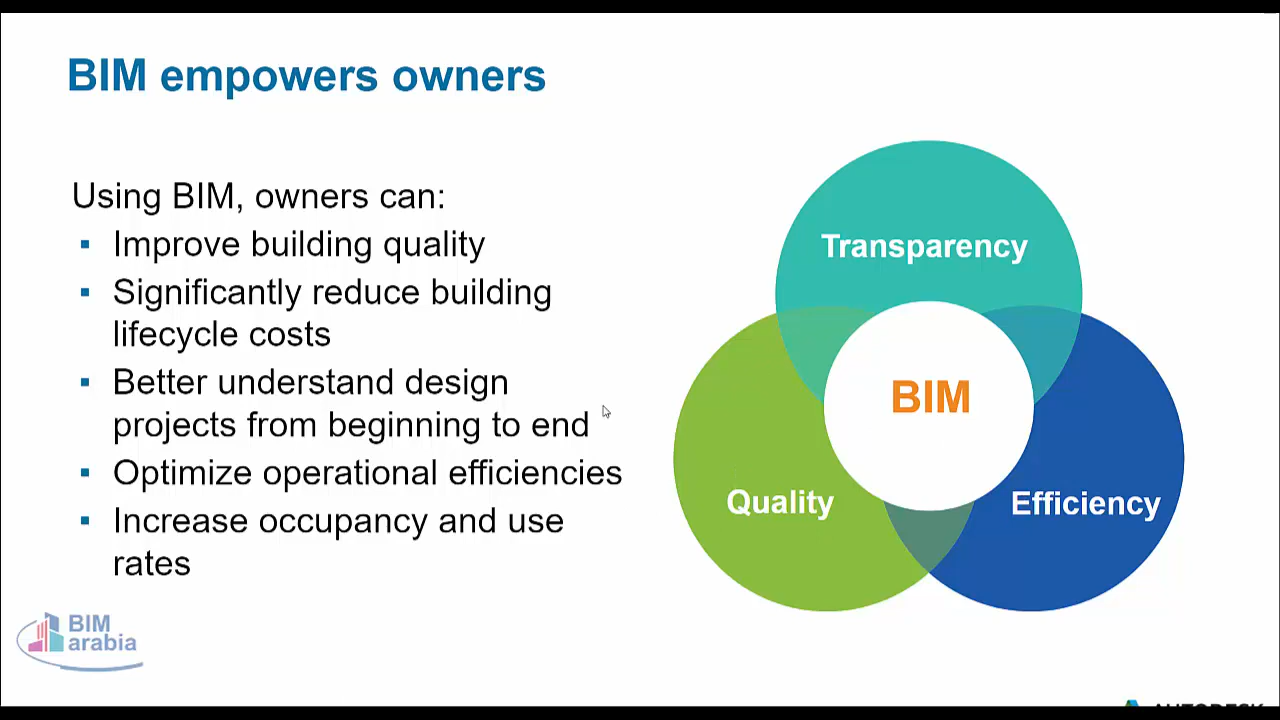 BIM empowers owners
Using BIM, owners can:
▪ Improve building quality
▪ Significantly reduce building
lifecycle costs
▪ Better understand design
projects from beginning to end
▪ Optimize operational efficiencies
▪ Increase occupancy and use
rates
Transparency
BIM
Quality
Efficiency
BIM
arabia
AUTODESK